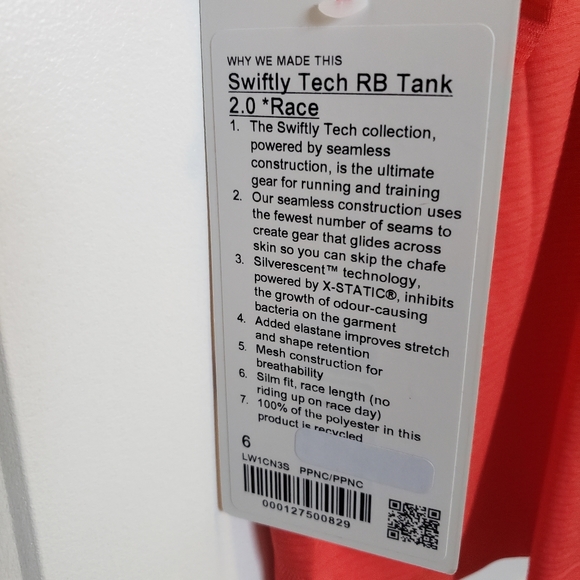 WHY WE MADE THIS
Swiftly Tech RB Tank
2.0 *Race
1. The Swiftly Tech collection,
powered by seamless
construction, is the ultimate
gear for running and training
2. Our seamless construction uses
the fewest number of seams to
create gear that glides across
skin so you can skip the chafe
3. Silverescent™ technology,
powered by X-STATIC®, inhibits
the growth of odour-causing
bacteria on the garment
4. Added elastane improves stretch
and shape retention
5. Mesh construction for
breathability
6. Silm fit, race length (no
riding up on race day)
7. 100% of the polyester in this
product is recycled
6
LW1CN3S PPNC/PPNC
000127500829